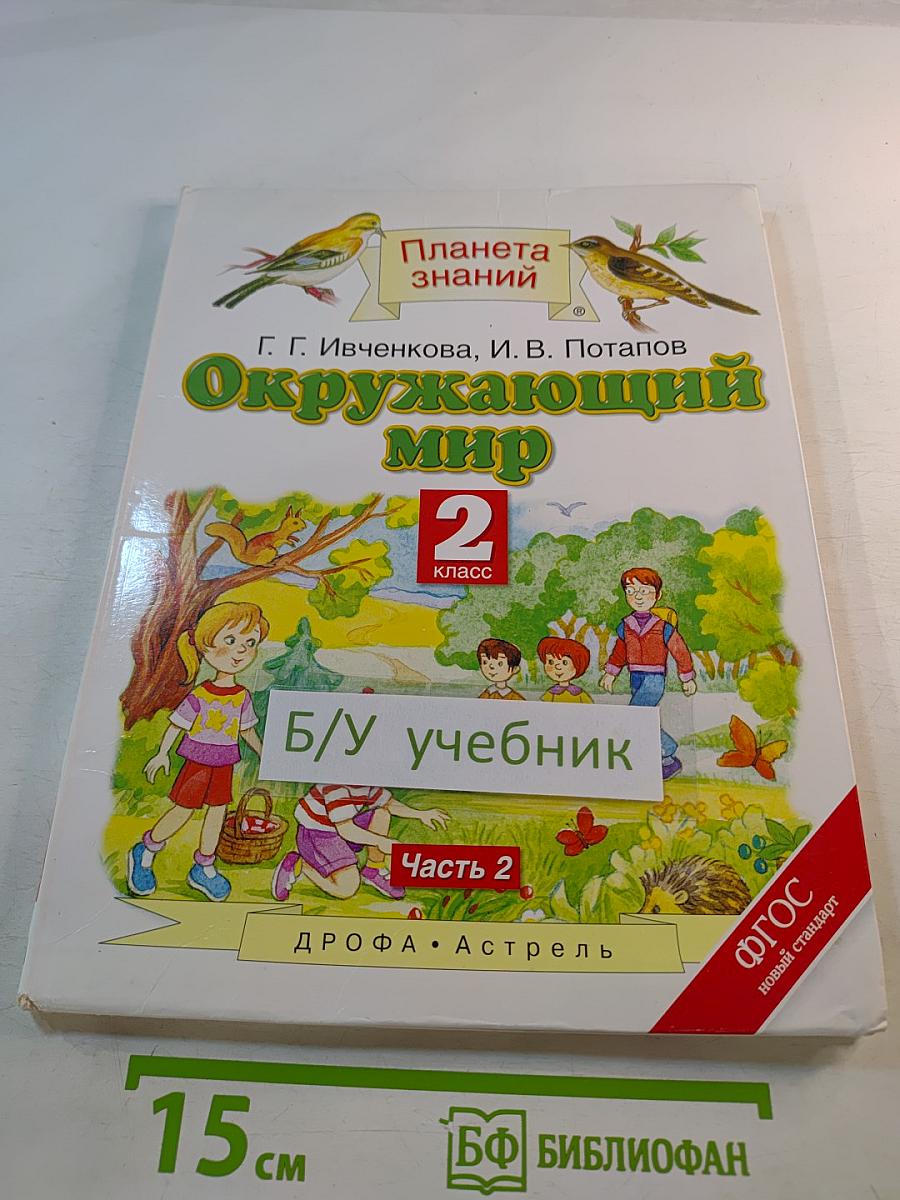 Планета
знаний
®
Г. Г. Ивченкова, И. В. Потапов
Окружающий
мир
2
класс
Б/У учебник
Часть 2
ДРОФА • Астрель
ФГОС
новый стандарт
15 см
БФ БИБЛИОФАН